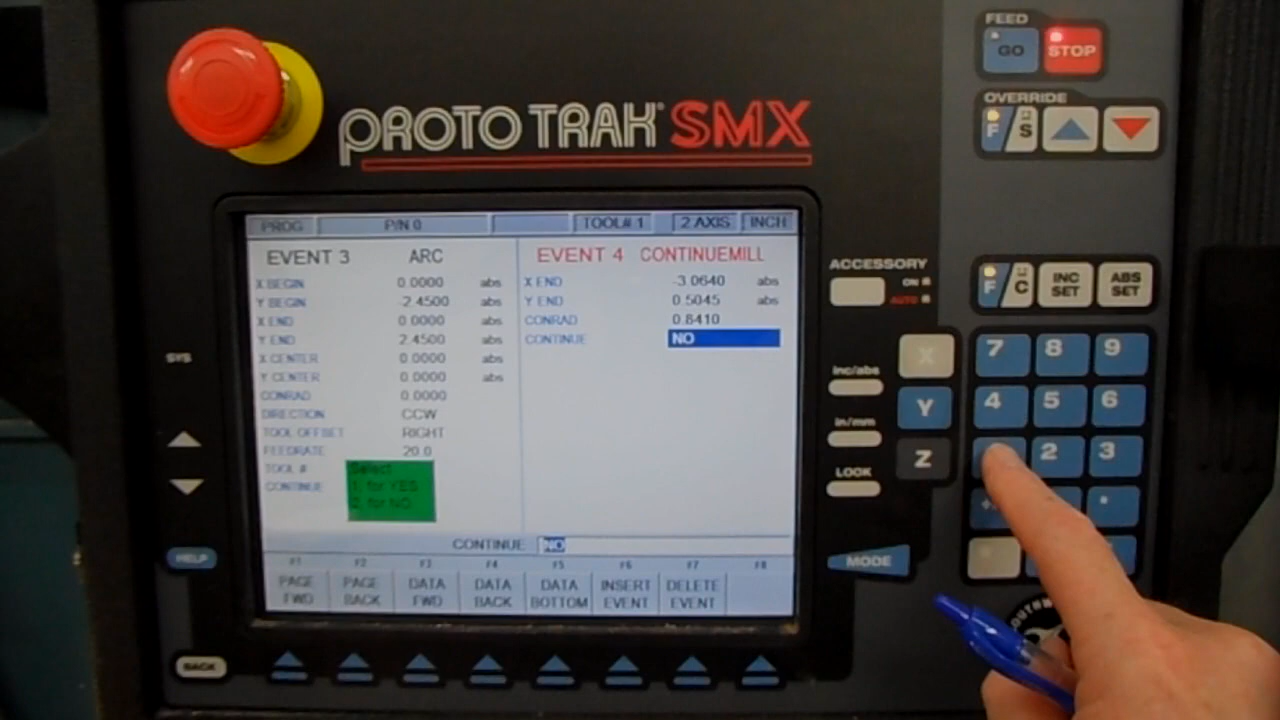 FEED
GO STOP
OVERRIDE
F S
PROTO TRAK SMX
PROG P/N 0 TOOL# 1 2 AXIS INCH
EVENT 3 ARC
X BEGIN 0.0000 abs
Y BEGIN -2.4500 abs
X END 0.0000 abs
Y END 2.4500 abs
X CENTER 0.0000 abs
Y CENTER 0.0000 abs
CONRAD 0.0000
DIRECTION CCW
TOOL OFFSET RIGHT
FEEDRATE 20.0
TOOL #
CONTINUE
Select
1 for YES
2 for NO
EVENT 4 CONTINUEMILL
X END -3.0640 abs
Y END 0.5045 abs
CONRAD 0.8410
CONTINUE NO
CONTINUE NO
F1 F2 F3 F4 F5 F6 F7 F8
PAGE FWD
PAGE BACK
DATA FWD
DATA BACK
DATA BOTTOM
INSERT EVENT
DELETE EVENT
SYS
HELP
BACK
ACCESSORY
ON
AUTO
inc/abs
in/mm
LOOK
MODE
F C
INC SET
ABS SET
X 7 8 9
Y 4 5 6
Z 2 3